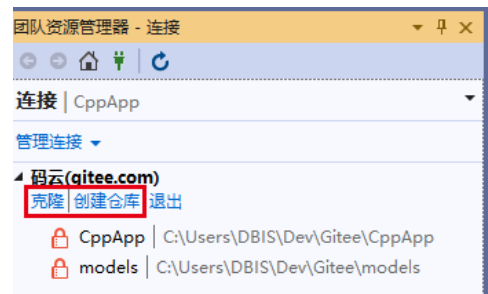 团队资源管理器 - 连接
连接 | CppApp
管理连接
码云(gitee.com)
克隆 | 创建仓库 | 退出
CppApp | C:\Users\DBIS\Dev\Gitee\CppApp
models | C:\Users\DBIS\Dev\Gitee\models